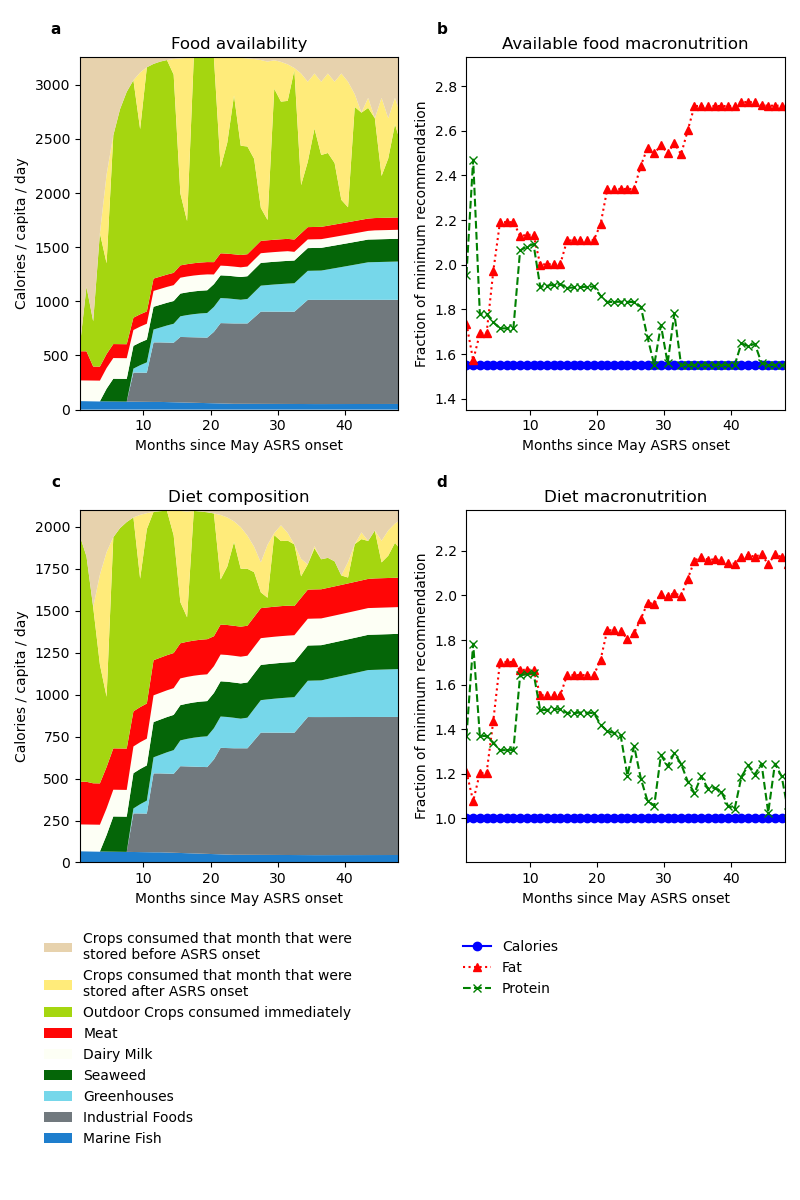 a
Food availability
Calories / capita / day
3000
2500
2000
1500
1000
500
0
10
20
30
40
Months since May ASRS onset
b
Available food macronutrition
Fraction of minimum recommendation
2.8
2.6
2.4
2.2
2.0
1.8
1.6
1.4
10
20
30
40
Months since May ASRS onset
c
Diet composition
Calories / capita / day
2000
1750
1500
1250
1000
750
500
250
0
10
20
30
40
Months since May ASRS onset
d
Diet macronutrition
Fraction of minimum recommendation
2.2
2.0
1.8
1.6
1.4
1.2
1.0
10
20
30
40
Months since May ASRS onset
Crops consumed that month that were
stored before ASRS onset
Crops consumed that month that were
stored after ASRS onset
Outdoor Crops consumed immediately
Meat
Dairy Milk
Seaweed
Greenhouses
Industrial Foods
Marine Fish
Calories
Fat
Protein